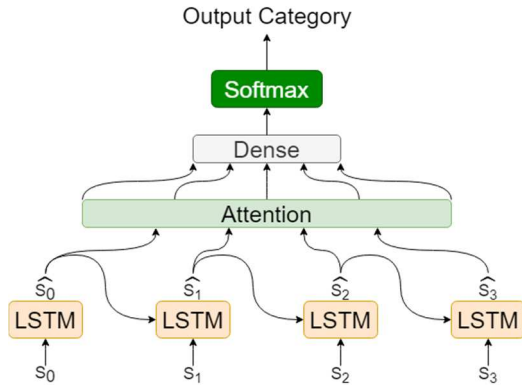 Output Category
Softmax
Dense
Attention
ŝ₀ ŝ₁ ŝ₂ ŝ₃
LSTM LSTM LSTM LSTM
s₀ s₁ s₂ s₃